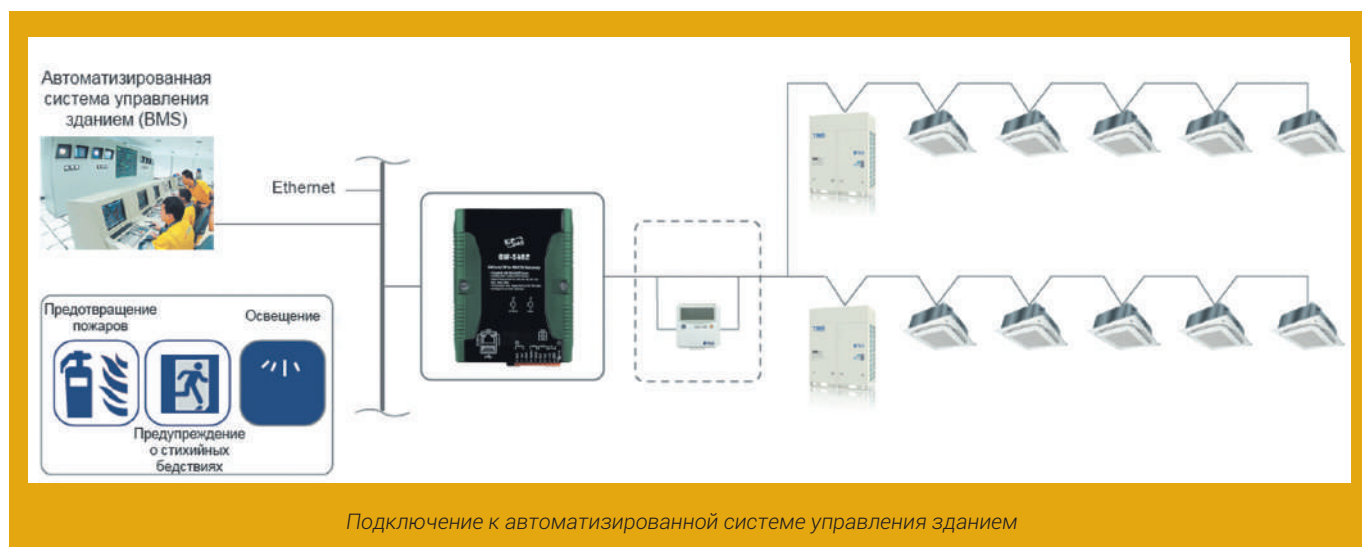 Автоматизированная
система управления
зданием (BMS)
Ethernet
Предотвращение
пожаров
Освещение
Предупреждение
о стихийных
бедствиях
Подключение к автоматизированной системе управления зданием